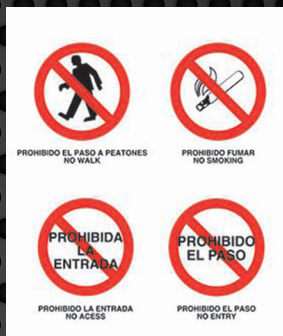 PROHIBIDO EL PASO A PEATONES
NO WALK
PROHIBIDO FUMAR
NO SMOKING
PROHIBIDA
LA
ENTRADA
PROHIBIDO
EL PASO
PROHIBIDO LA ENTRADA
NO ACESS
PROHIBIDO EL PASO
NO ENTRY